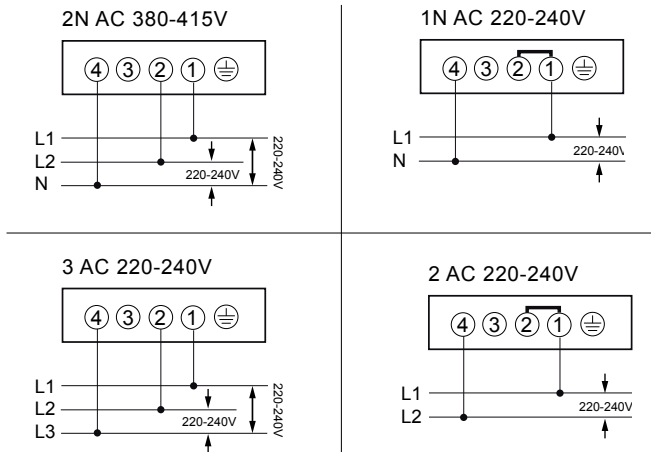 2N AC 380-415V
4 3 2 1
L1
L2
N
220-240V
220-240V
1N AC 220-240V
4 3 2 1
L1
N
220-240V
3 AC 220-240V
4 3 2 1
L1
L2
L3
220-240V
220-240V
2 AC 220-240V
4 3 2 1
L1
L2
220-240V